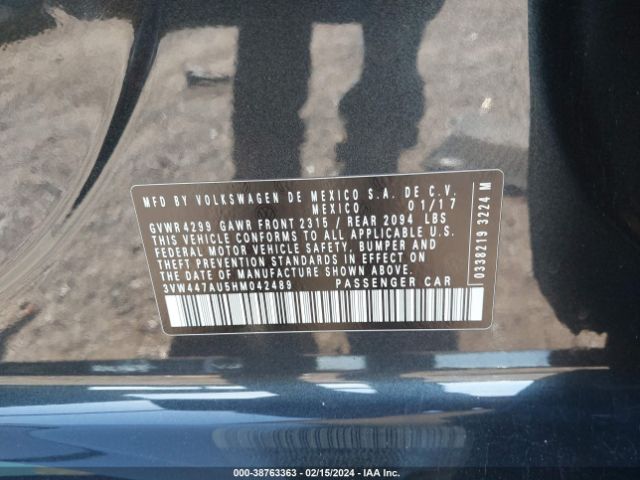 MFD BY VOLKSWAGEN DE MEXICO S.A. DE C.V.
MEXICO 01/17
GVWR4299 GAWR FRONT 2315 / REAR 2094 LBS
THIS VEHICLE CONFORMS TO ALL APPLICABLE U.S.
FEDERAL MOTOR VEHICLE SAFETY, BUMPER AND
THEFT PREVENTION STANDARDS IN EFFECT ON
THE DATE OF MANUFACTURE SHOWN ABOVE.
3VW447AU5HM042489 PASSENGER CAR
0338219 3224 M
000-38763363 - 02/15/2024 - IAA Inc.